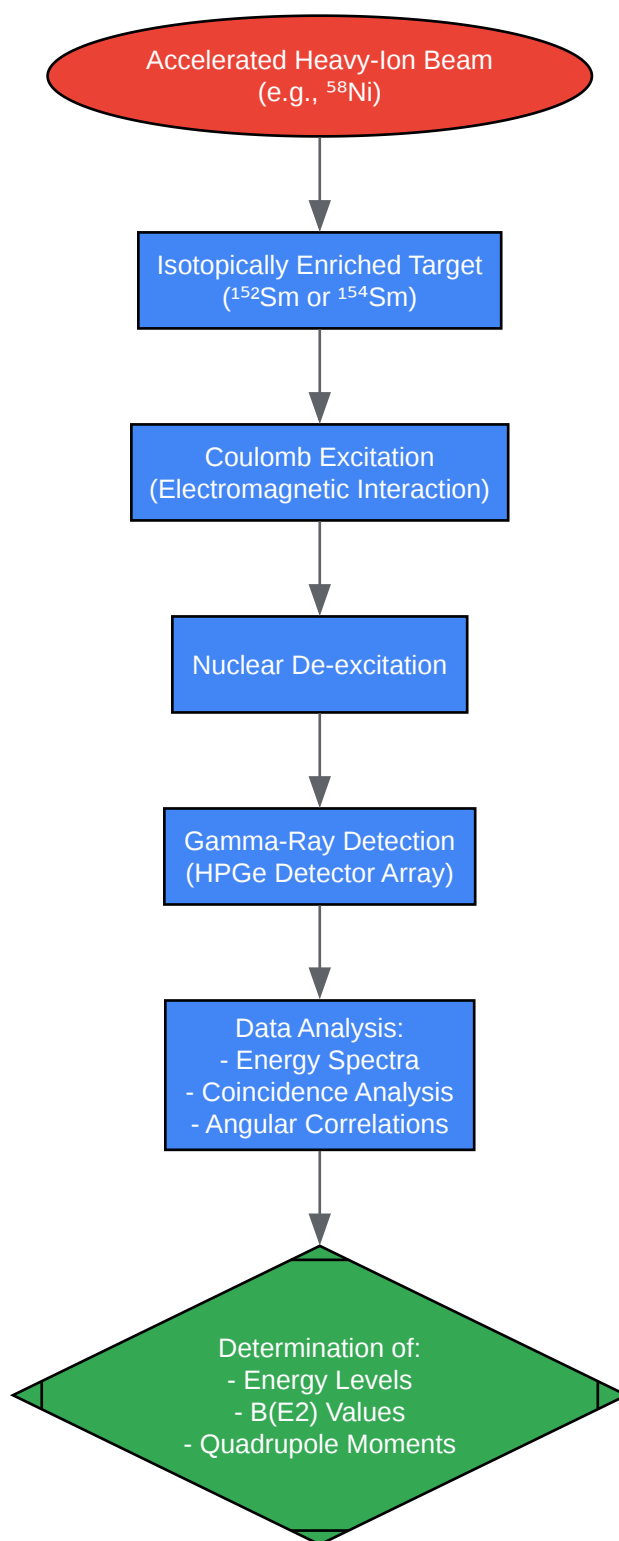 Accelerated Heavy-Ion Beam
(e.g., ⁵⁸Ni)
Isotopically Enriched Target
(¹⁵²Sm or ¹⁵⁴Sm)
Coulomb Excitation
(Electromagnetic Interaction)
Nuclear De-excitation
Gamma-Ray Detection
(HPGe Detector Array)
Data Analysis:
- Energy Spectra
- Coincidence Analysis
- Angular Correlations
Determination of:
- Energy Levels
- B(E2) Values
- Quadrupole Moments